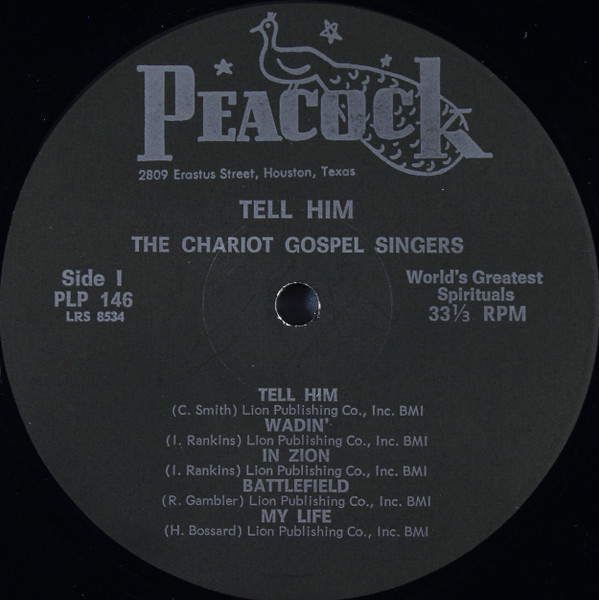 PEACOCK
2809 Erastus Street, Houston, Texas
TELL HIM
THE CHARIOT GOSPEL SINGERS
Side I
PLP 146
LRS 8534
World's Greatest
Spirituals
33⅓ RPM
TELL HIM
(C. Smith) Lion Publishing Co., Inc. BMI
WADIN'
(I. Rankins) Lion Publishing Co., Inc. BMI
IN ZION
(I. Rankins) Lion Publishing Co., Inc. BMI
BATTLEFIELD
(R. Gambler) Lion Publishing Co., Inc. BMI
MY LIFE
(H. Bossard) Lion Publishing Co., Inc. BMI